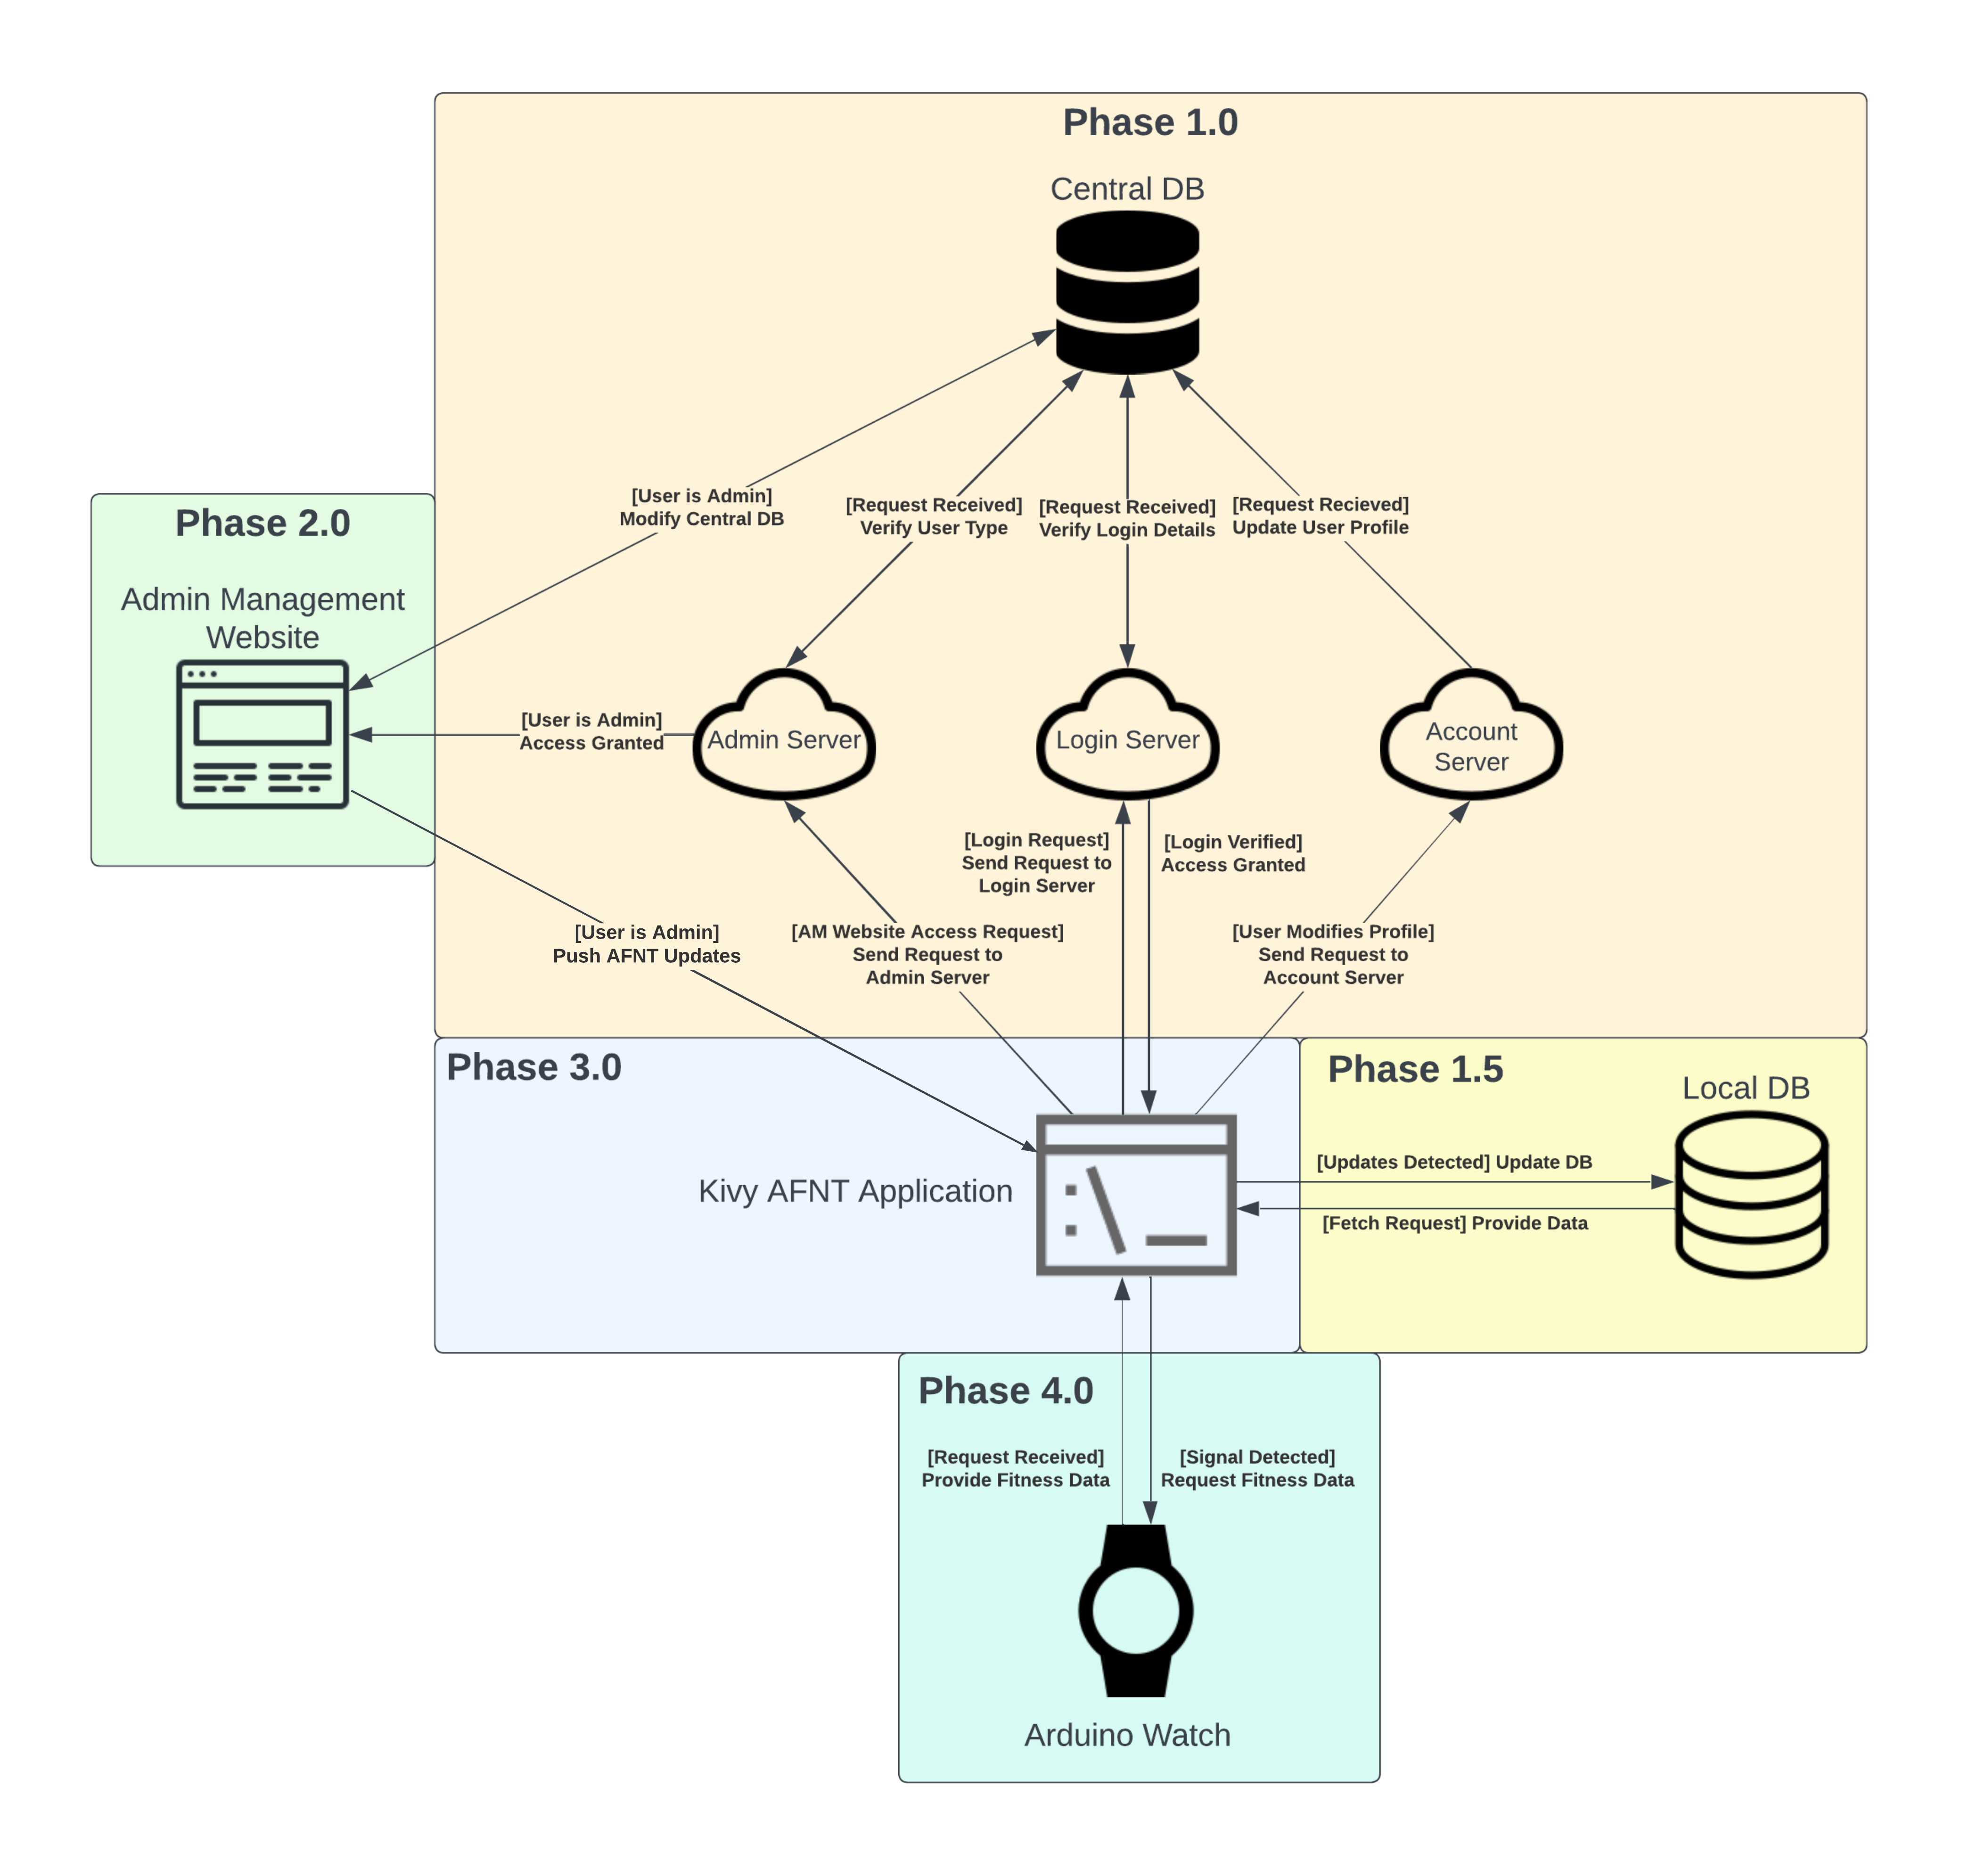 Phase 1.0
Central DB
[User is Admin]
Modify Central DB
[Request Received]
Verify User Type
[Request Received]
Verify Login Details
[Request Recieved]
Update User Profile
Phase 2.0
Admin Management
Website
[User is Admin]
Access Granted
Admin Server
Login Server
Account
Server
[Login Request]
Send Request to
Login Server
[Login Verified]
Access Granted
[User is Admin]
Push AFNT Updates
[AM Website Access Request]
Send Request to
Admin Server
[User Modifies Profile]
Send Request to
Account Server
Phase 3.0
Kivy AFNT Application
:\_
Phase 1.5
Local DB
[Updates Detected] Update DB
[Fetch Request] Provide Data
Phase 4.0
[Request Received]
Provide Fitness Data
[Signal Detected]
Request Fitness Data
Arduino Watch